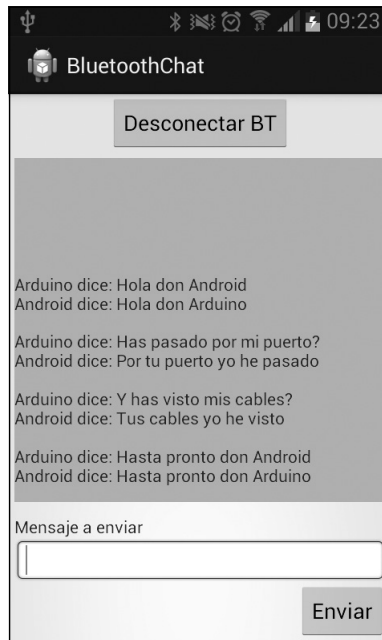 09:23
BluetoothChat
Desconectar BT
Arduino dice: Hola don Android
Android dice: Hola don Arduino
Arduino dice: Has pasado por mi puerto?
Android dice: Por tu puerto yo he pasado
Arduino dice: Y has visto mis cables?
Android dice: Tus cables yo he visto
Arduino dice: Hasta pronto don Android
Android dice: Hasta pronto don Arduino
Mensaje a enviar
Enviar